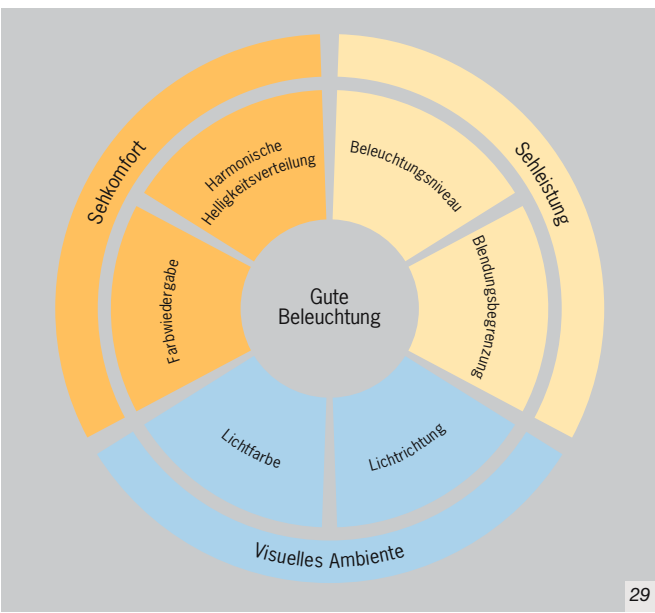 Sehkomfort
Sehleistung
Harmonische
Helligkeitsverteilung
Beleuchtungsniveau
Farbwiedergabe
Blendungsbegrenzung
Gute
Beleuchtung
Lichtfarbe
Lichtrichtung
Visuelles Ambiente
29